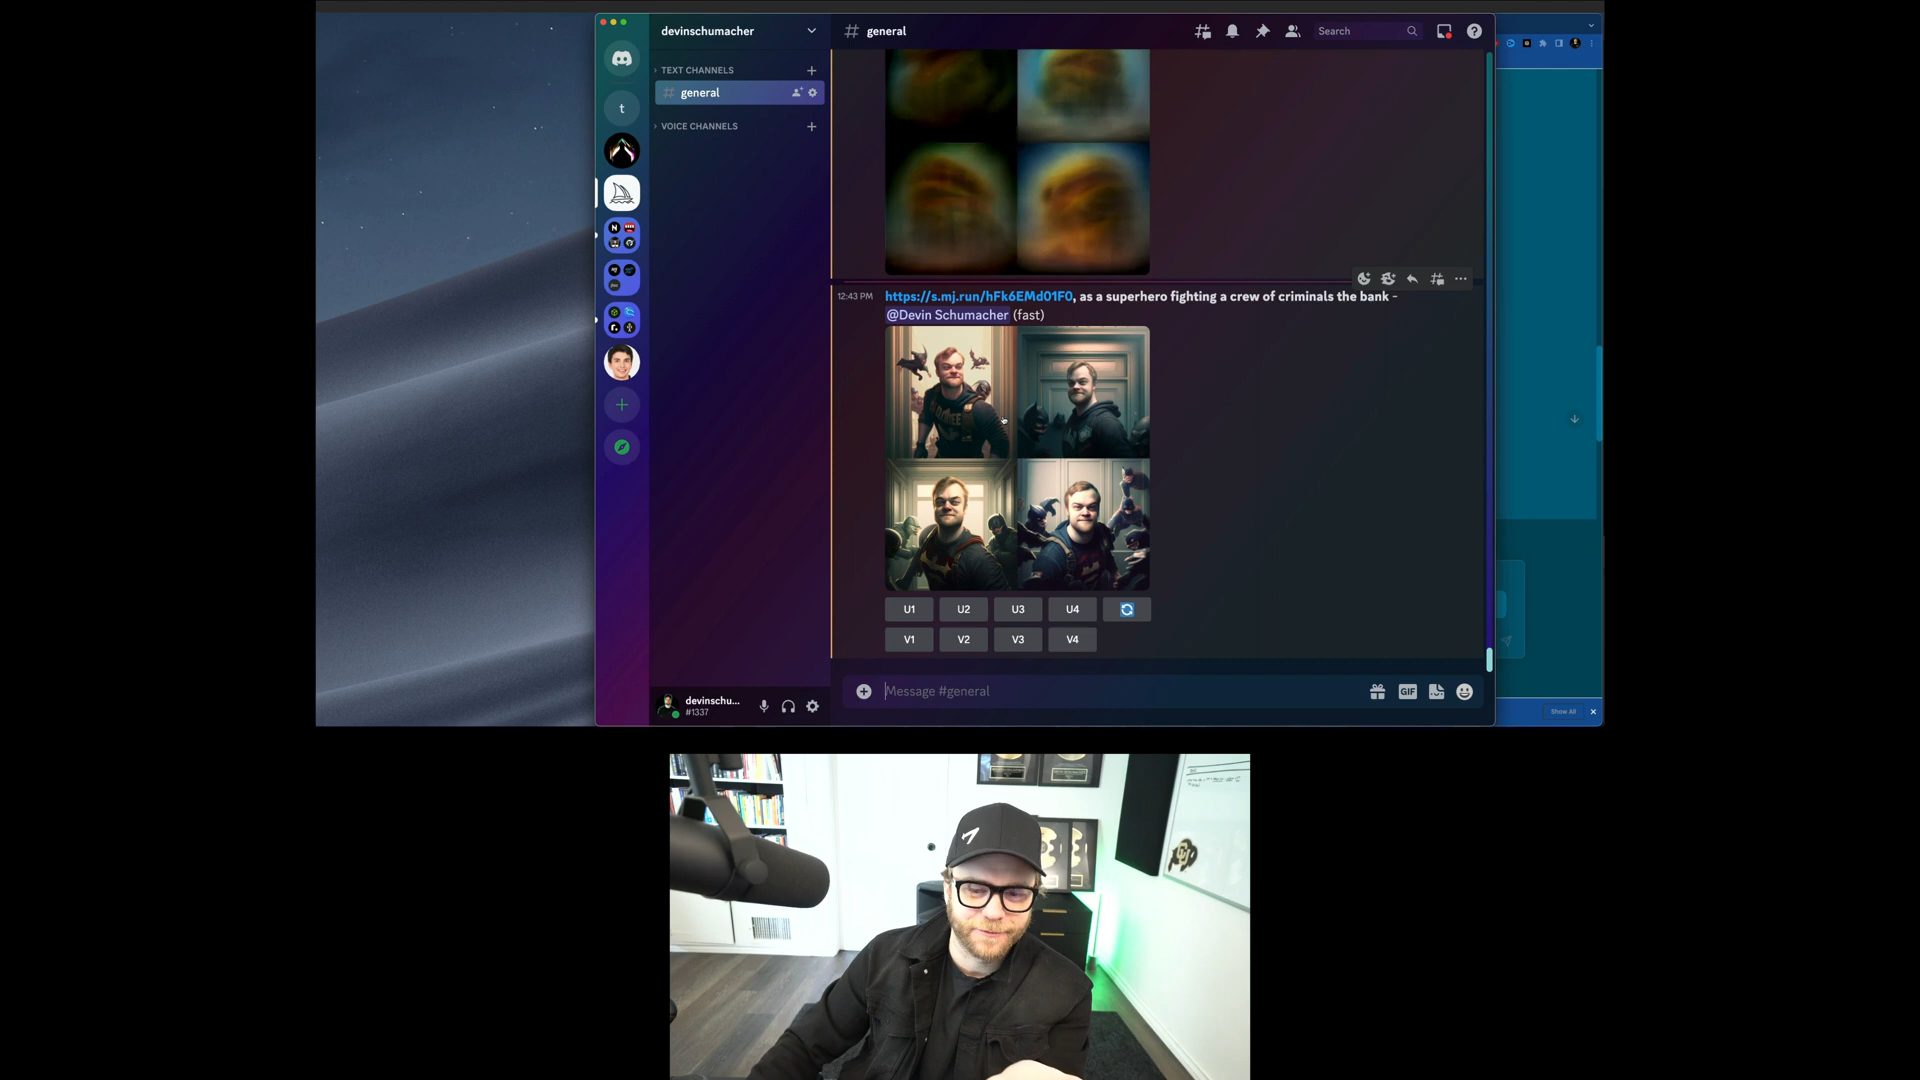 devinschumacher
general
Search
TEXT CHANNELS
general
VOICE CHANNELS
t
12:43 PM
https://s.mj.run/hFk6EMd01F0, as a superhero fighting a crew of criminals the bank -
@Devin Schumacher (fast)
U1 U2 U3 U4
V1 V2 V3 V4
Message #general
GIF
devinschu...
#1337
Show All